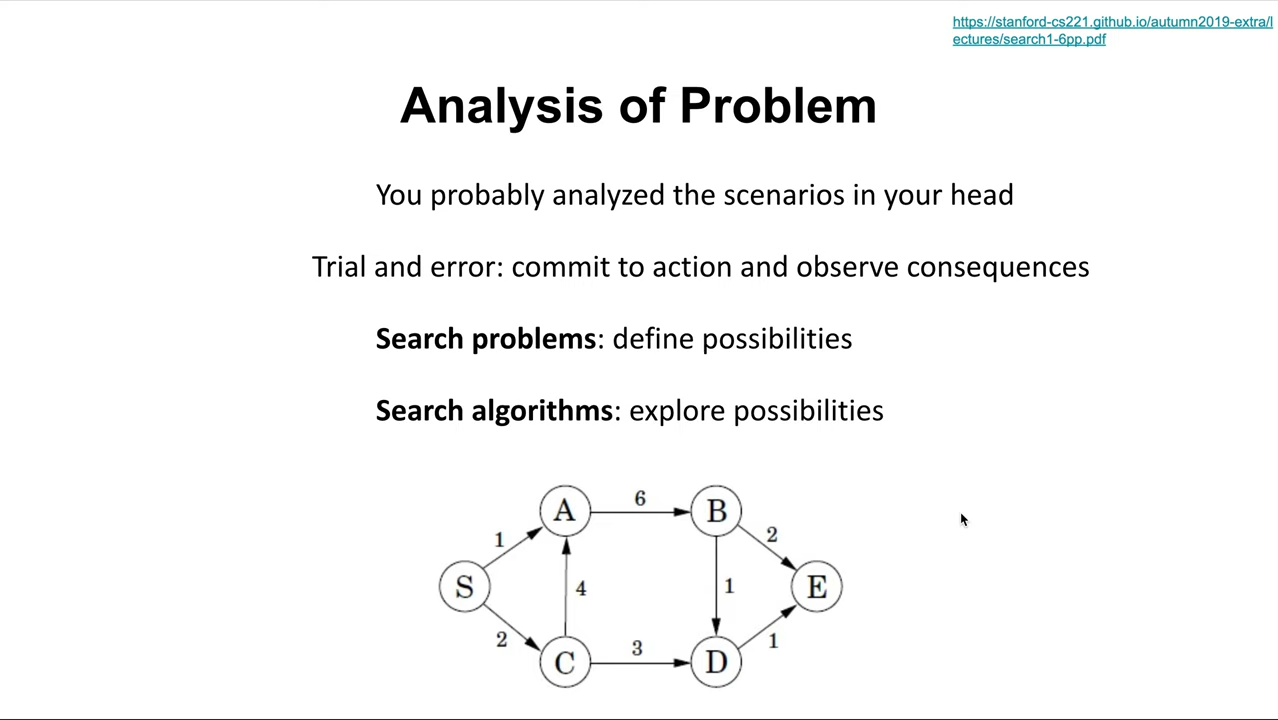 https://stanford-cs221.github.io/autumn2019-extra/l
ectures/search1-6pp.pdf
Analysis of Problem
You probably analyzed the scenarios in your head
Trial and error: commit to action and observe consequences
Search problems: define possibilities
Search algorithms: explore possibilities
A 6 B
1 2
S 4 1 E
2 3 1
C D